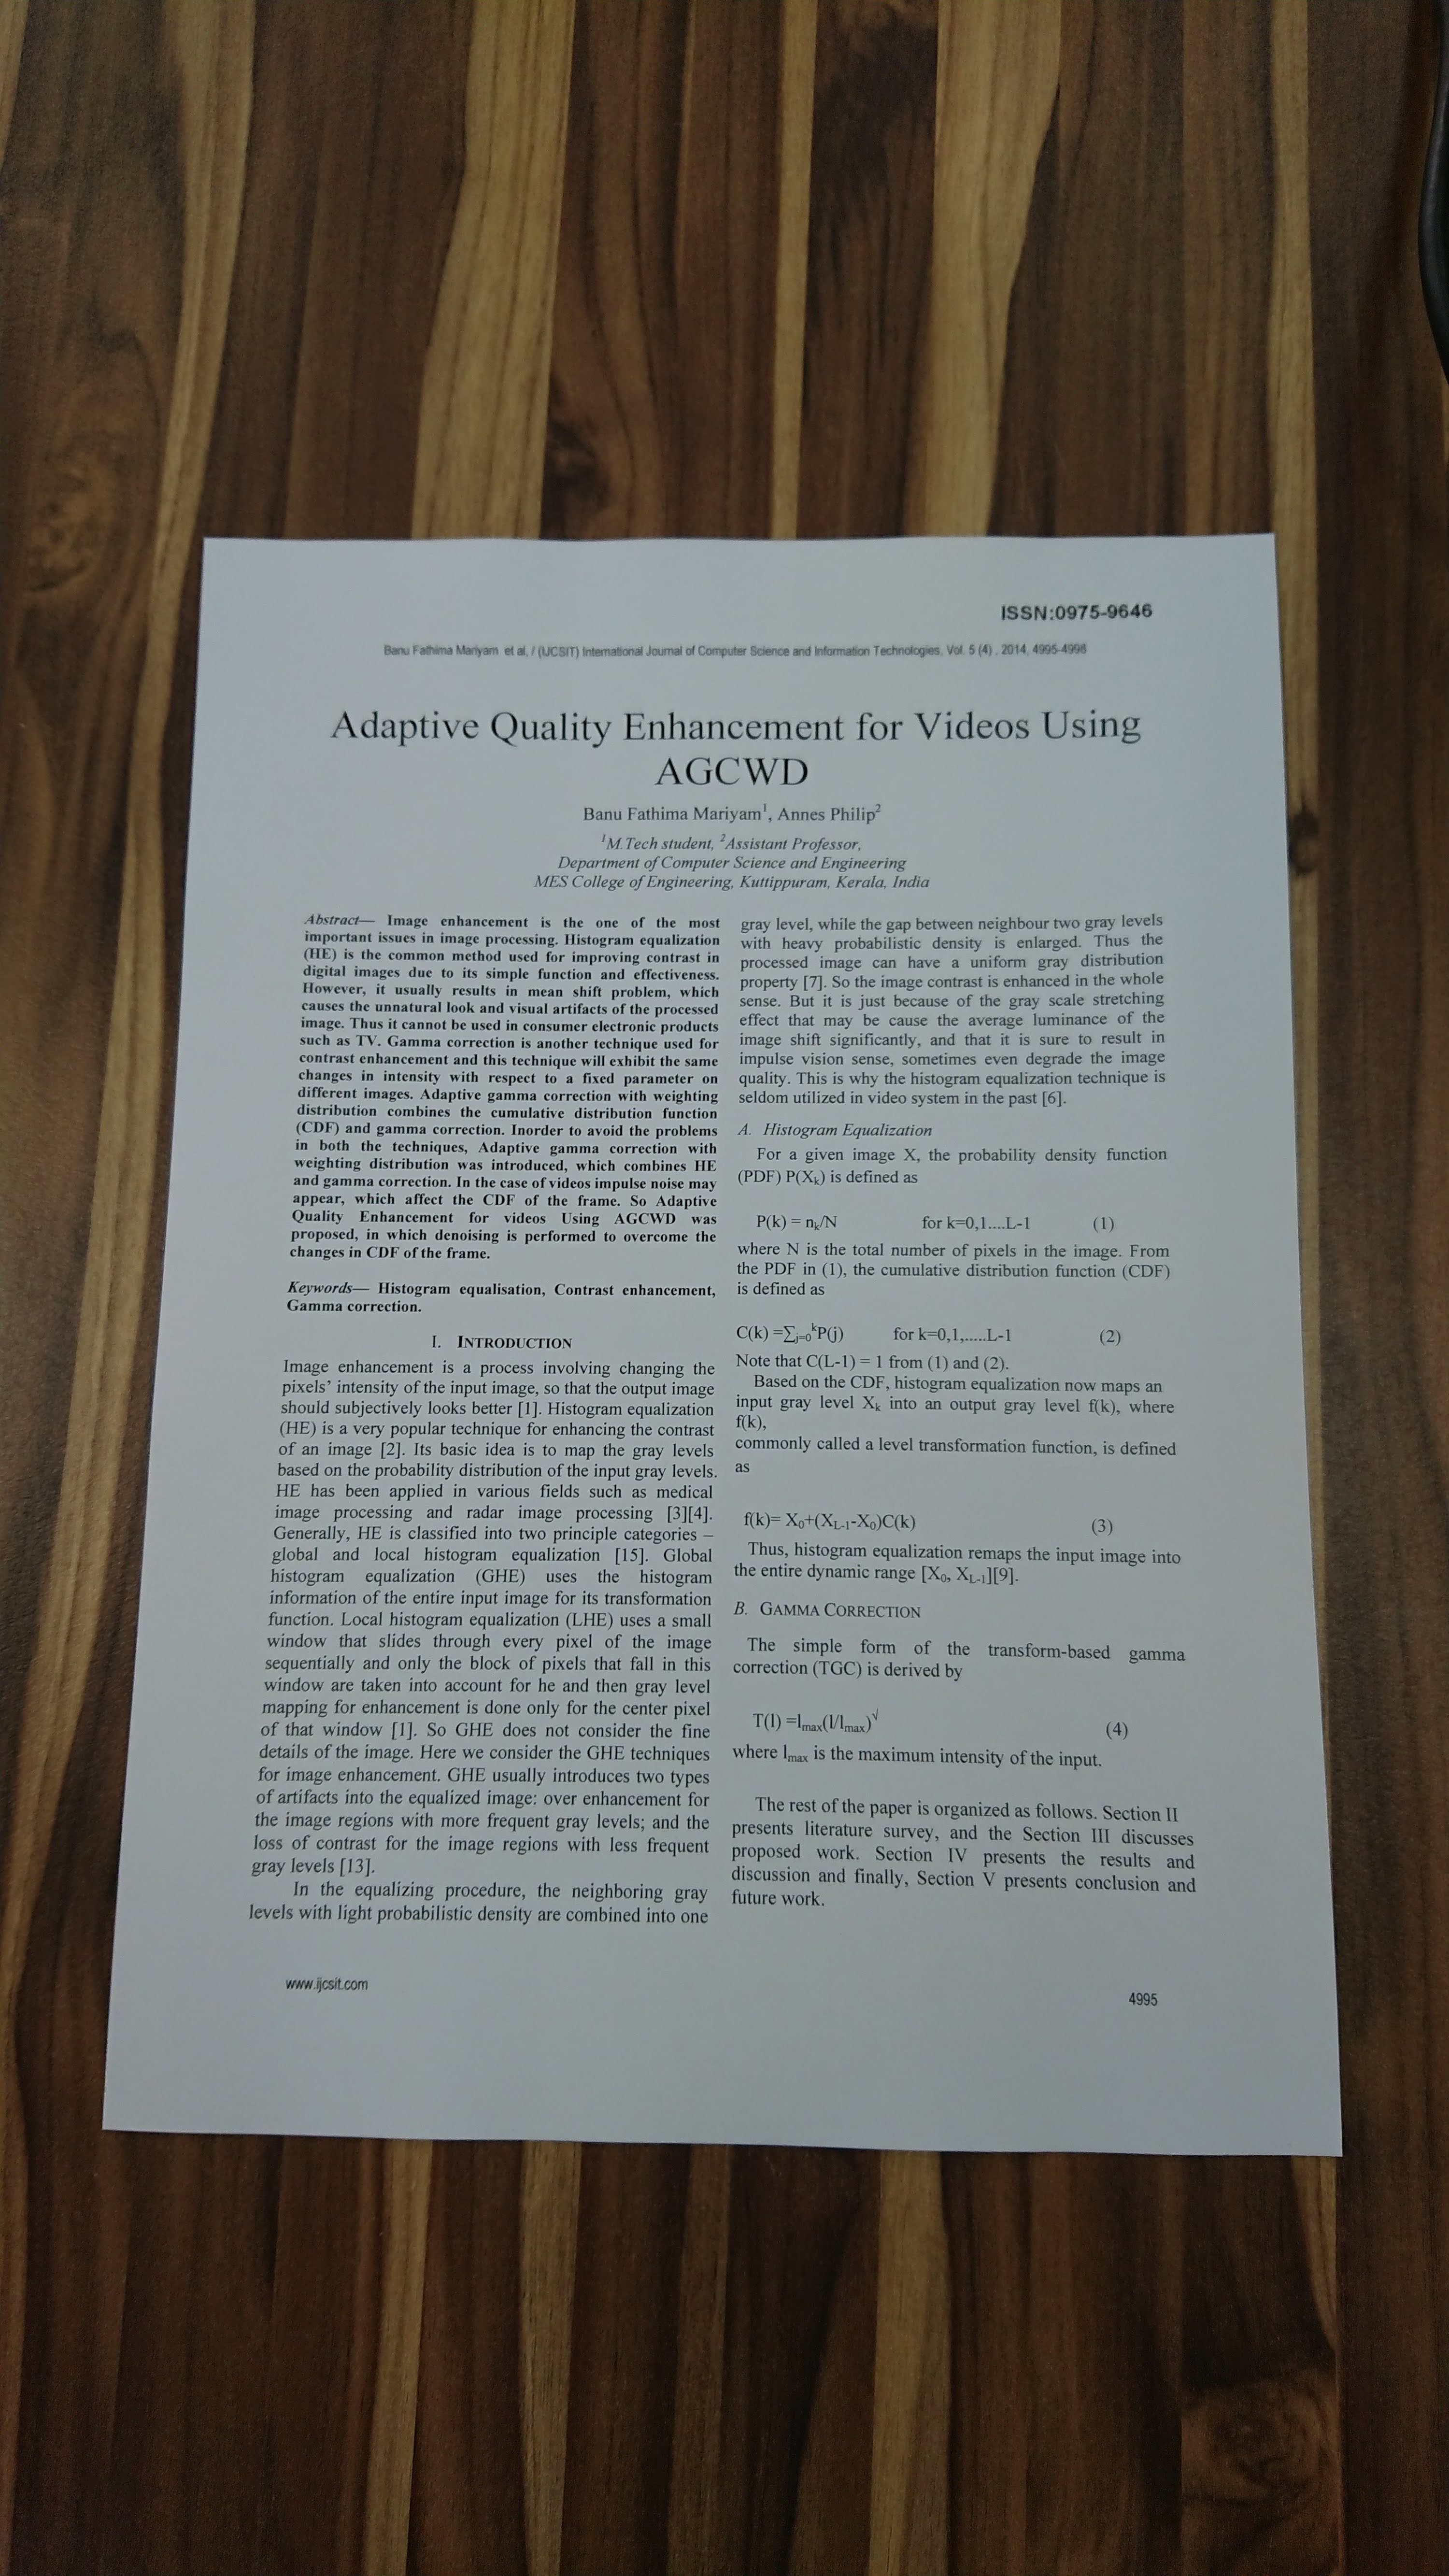 ISSN:0975-9646
Banu Fathima Mariyam et al, / (IJCSIT) International Journal of Computer Science and Information Technologies, Vol. 5 (4) , 2014, 4995-4998
Adaptive Quality Enhancement for Videos Using
AGCWD
Banu Fathima Mariyam¹, Annes Philip²
¹M.Tech student, ²Assistant Professor,
Department of Computer Science and Engineering
MES College of Engineering, Kuttippuram, Kerala, India
Abstract— Image enhancement is the one of the most
important issues in image processing. Histogram equalization
(HE) is the common method used for improving contrast in
digital images due to its simple function and effectiveness.
However, it usually results in mean shift problem, which
causes the unnatural look and visual artifacts of the processed
image. Thus it cannot be used in consumer electronic products
such as TV. Gamma correction is another technique used for
contrast enhancement and this technique will exhibit the same
changes in intensity with respect to a fixed parameter on
different images. Adaptive gamma correction with weighting
distribution combines the cumulative distribution function
(CDF) and gamma correction. Inorder to avoid the problems
in both the techniques, Adaptive gamma correction with
weighting distribution was introduced, which combines HE
and gamma correction. In the case of videos impulse noise may
appear, which affect the CDF of the frame. So Adaptive
Quality Enhancement for videos Using AGCWD was
proposed, in which denoising is performed to overcome the
changes in CDF of the frame.
Keywords— Histogram equalisation, Contrast enhancement,
Gamma correction.
I. INTRODUCTION
Image enhancement is a process involving changing the
pixels' intensity of the input image, so that the output image
should subjectively looks better [1]. Histogram equalization
(HE) is a very popular technique for enhancing the contrast
of an image [2]. Its basic idea is to map the gray levels
based on the probability distribution of the input gray levels.
HE has been applied in various fields such as medical
image processing and radar image processing [3][4].
Generally, HE is classified into two principle categories –
global and local histogram equalization [15]. Global
histogram equalization (GHE) uses the histogram
information of the entire input image for its transformation
function. Local histogram equalization (LHE) uses a small
window that slides through every pixel of the image
sequentially and only the block of pixels that fall in this
window are taken into account for he and then gray level
mapping for enhancement is done only for the center pixel
of that window [1]. So GHE does not consider the fine
details of the image. Here we consider the GHE techniques
for image enhancement. GHE usually introduces two types
of artifacts into the equalized image: over enhancement for
the image regions with more frequent gray levels; and the
loss of contrast for the image regions with less frequent
gray levels [13].
In the equalizing procedure, the neighboring gray
levels with light probabilistic density are combined into one
gray level, while the gap between neighbour two gray levels
with heavy probabilistic density is enlarged. Thus the
processed image can have a uniform gray distribution
property [7]. So the image contrast is enhanced in the whole
sense. But it is just because of the gray scale stretching
effect that may be cause the average luminance of the
image shift significantly, and that it is sure to result in
impulse vision sense, sometimes even degrade the image
quality. This is why the histogram equalization technique is
seldom utilized in video system in the past [6].
A. Histogram Equalization
For a given image X, the probability density function
(PDF) P(Xₖ) is defined as
P(k) = nₖ/N for k=0,1....L-1 (1)
where N is the total number of pixels in the image. From
the PDF in (1), the cumulative distribution function (CDF)
is defined as
C(k) =∑ⱼ₌₀ᵏP(j) for k=0,1,.....L-1 (2)
Note that C(L-1) = 1 from (1) and (2).
Based on the CDF, histogram equalization now maps an
input gray level Xₖ into an output gray level f(k), where
f(k),
commonly called a level transformation function, is defined
as
f(k)= X₀+(X_L-1-X₀)C(k) (3)
Thus, histogram equalization remaps the input image into
the entire dynamic range [X₀, X_L-1][9].
B. GAMMA CORRECTION
The simple form of the transform-based gamma
correction (TGC) is derived by
T(l) =lₘₐₓ(l/lₘₐₓ)^√ (4)
where lₘₐₓ is the maximum intensity of the input.
The rest of the paper is organized as follows. Section II
presents literature survey, and the Section III discusses
proposed work. Section IV presents the results and
discussion and finally, Section V presents conclusion and
future work.
www.ijcsit.com
4995